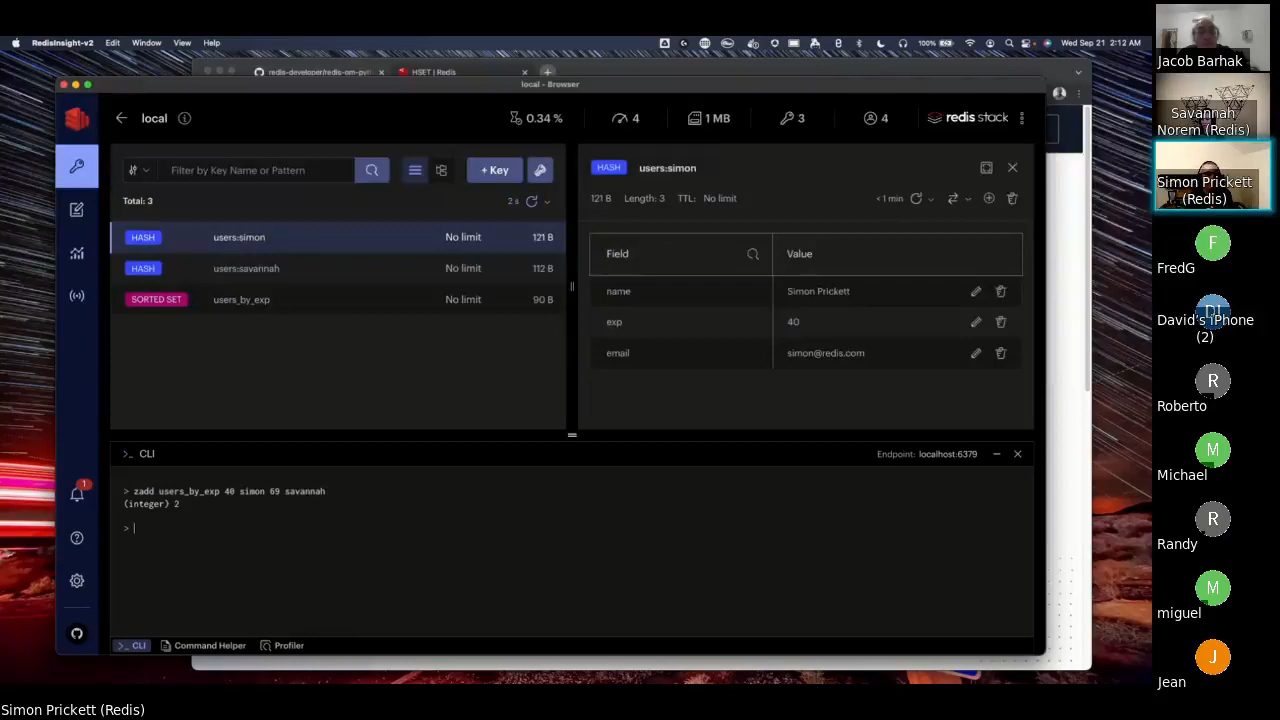 RedisInsight-v2 Edit Window View Help
100% Wed Sep 21 2:12 AM
redis-developer/redis-om-pyt
HSET | Redis
local - Browser
local
0.34 %
4
1 MB
3
4
redis stack
Filter by Key Name or Pattern
+ Key
Total: 3
2 s
HASH users:simon No limit 121 B
HASH users:savannah No limit 112 B
SORTED SET users_by_exp No limit 90 B
HASH users:simon
121 B Length: 3 TTL: No limit
< 1 min
Field Value
name Simon Prickett
exp 40
email simon@redis.com
>_ CLI
Endpoint: localhost:6379
> zadd users_by_exp 40 simon 69 savannah
(integer) 2
>
1
>_ CLI Command Helper Profiler
Jacob Barhak
Savannah
Norem (Redis)
Simon Prickett
(Redis)
F
FredG
DI
David's iPhone
(2)
R
Roberto
M
Michael
R
Randy
M
miguel
J
Jean
Simon Prickett (Redis)